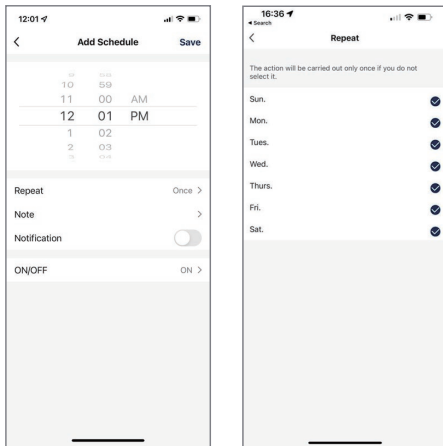 12:01
Add Schedule
Save
10 59
11 00 AM
12 01 PM
1 02
2 03
3 04
Repeat
Once
Note
Notification
ON/OFF
ON
16:36
Search
Repeat
The action will be carried out only once if you do not
select it.
Sun.
Mon.
Tues.
Wed.
Thurs.
Fri.
Sat.